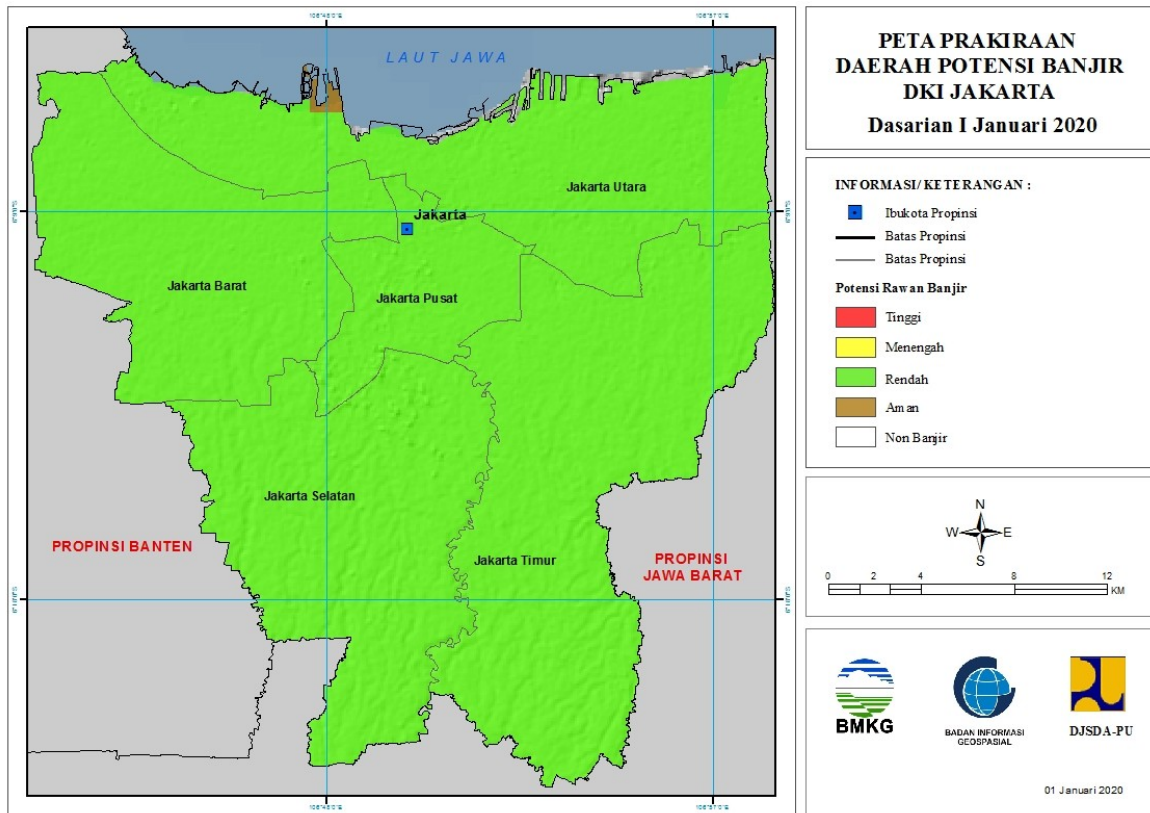 PETA PRAKIRAAN
DAERAH POTENSI BANJIR
DKI JAKARTA
Dasarian I Januari 2020
LAUT JAWA
Jakarta Utara
Jakarta
Jakarta Barat
Jakarta Pusat
Jakarta Selatan
Jakarta Timur
PROPINSI BANTEN
PROPINSI
JAWA BARAT
INFORMASI/ KETERANGAN :
Ibukota Propinsi
Batas Propinsi
Batas Propinsi
Potensi Rawan Banjir
Tinggi
Menengah
Rendah
Aman
Non Banjir
N
W E
S
0 2 4 8 12
KM
BMKG
BADAN INFORMASI
GEOSPASIAL
DJSDA-PU
01 Januari 2020